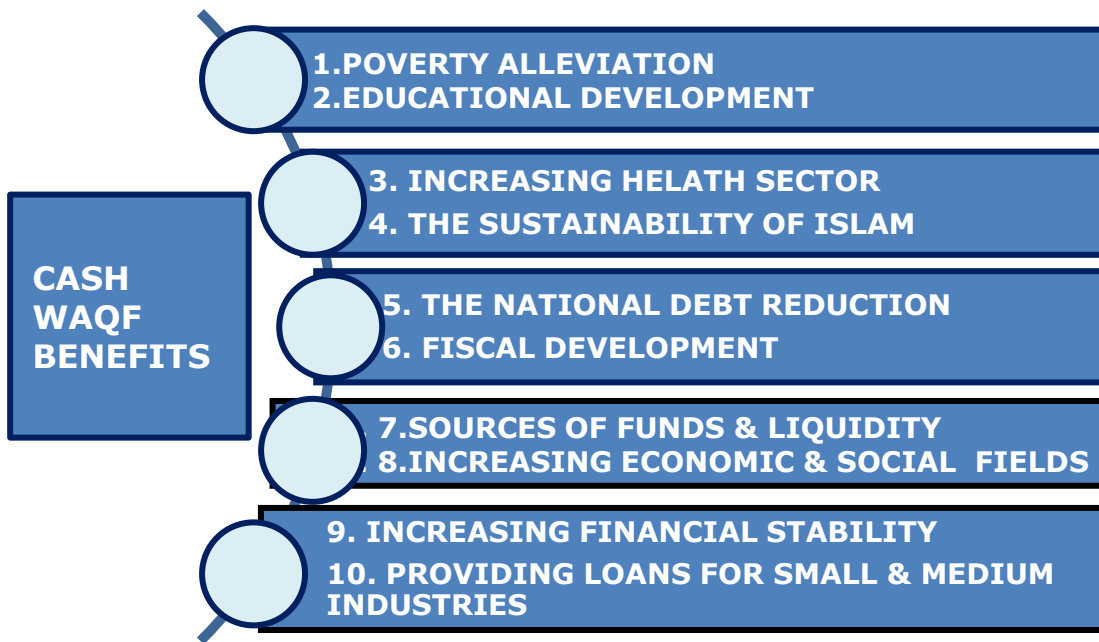 1.POVERTY ALLEVIATION
2.EDUCATIONAL DEVELOPMENT
3. INCREASING HELATH SECTOR
4. THE SUSTAINABILITY OF ISLAM
CASH
WAQF
BENEFITS
5. THE NATIONAL DEBT REDUCTION
6. FISCAL DEVELOPMENT
7.SOURCES OF FUNDS & LIQUIDITY
8.INCREASING ECONOMIC & SOCIAL FIELDS
9. INCREASING FINANCIAL STABILITY
10. PROVIDING LOANS FOR SMALL & MEDIUM
INDUSTRIES